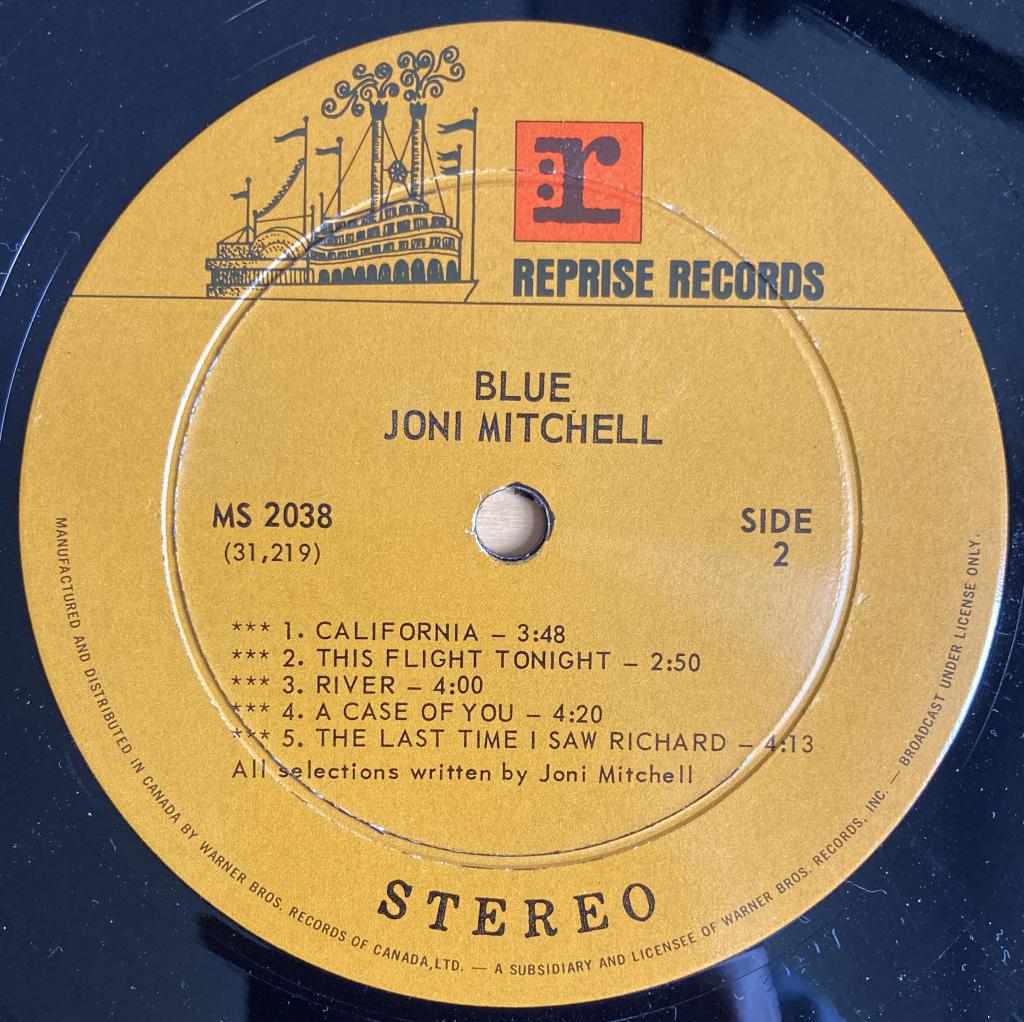 r
REPRISE RECORDS
BLUE
JONI MITCHELL
MS 2038
(31,219)
SIDE
2
*** 1. CALIFORNIA – 3:48
*** 2. THIS FLIGHT TONIGHT – 2:50
*** 3. RIVER – 4:00
*** 4. A CASE OF YOU – 4:20
*** 5. THE LAST TIME I SAW RICHARD – 4:13
All selections written by Joni Mitchell
STEREO
MANUFACTURED AND DISTRIBUTED IN CANADA BY WARNER BROS. RECORDS OF CANADA,LTD. — A SUBSIDIARY AND LICENSEE OF WARNER BROS. RECORDS, INC. — BROADCAST UNDER LICENSE ONLY.